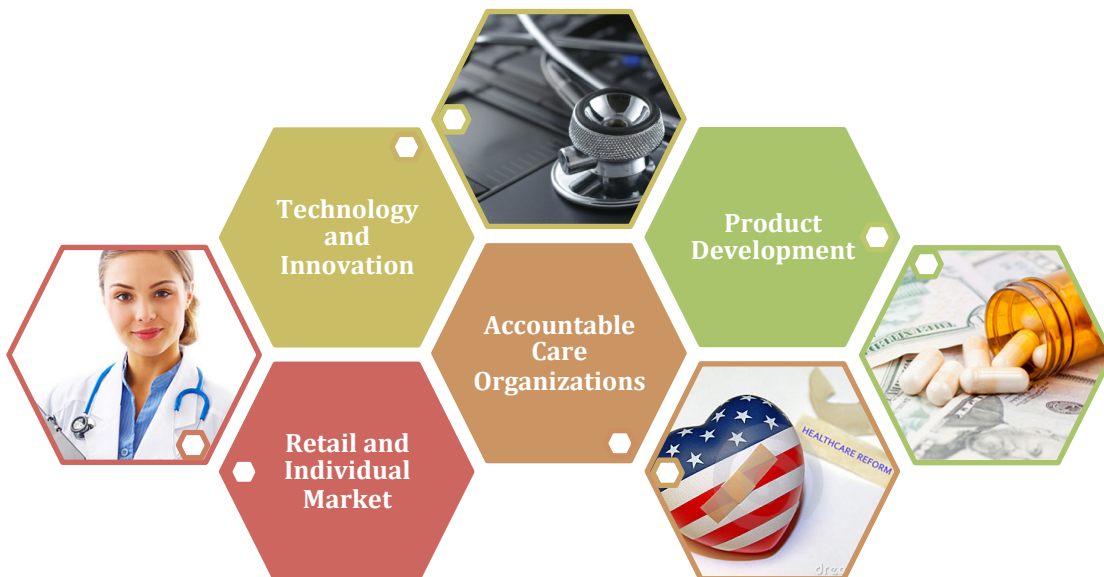 Technology
and
Innovation
Product
Development
Accountable
Care
Organizations
Retail and
Individual
Market
HEALTHCARE REFORM